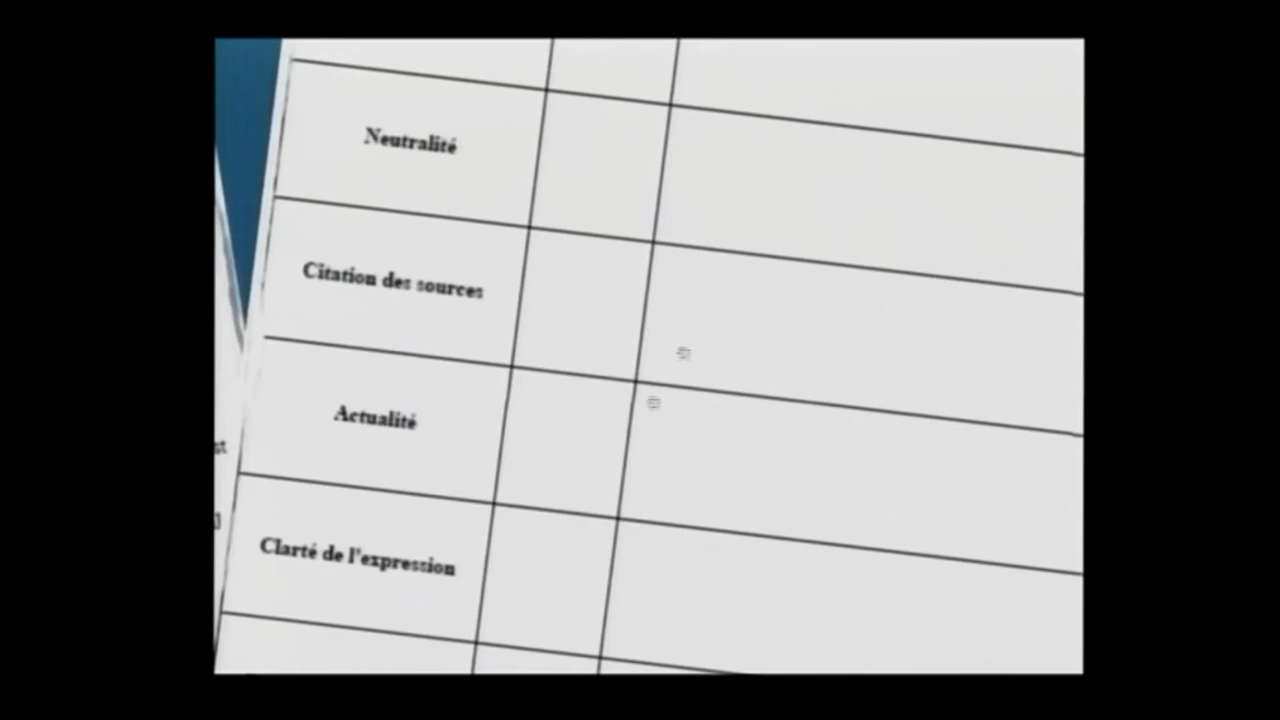 Neutralité
Citation des sources
Actualité
Clarté de l'expression